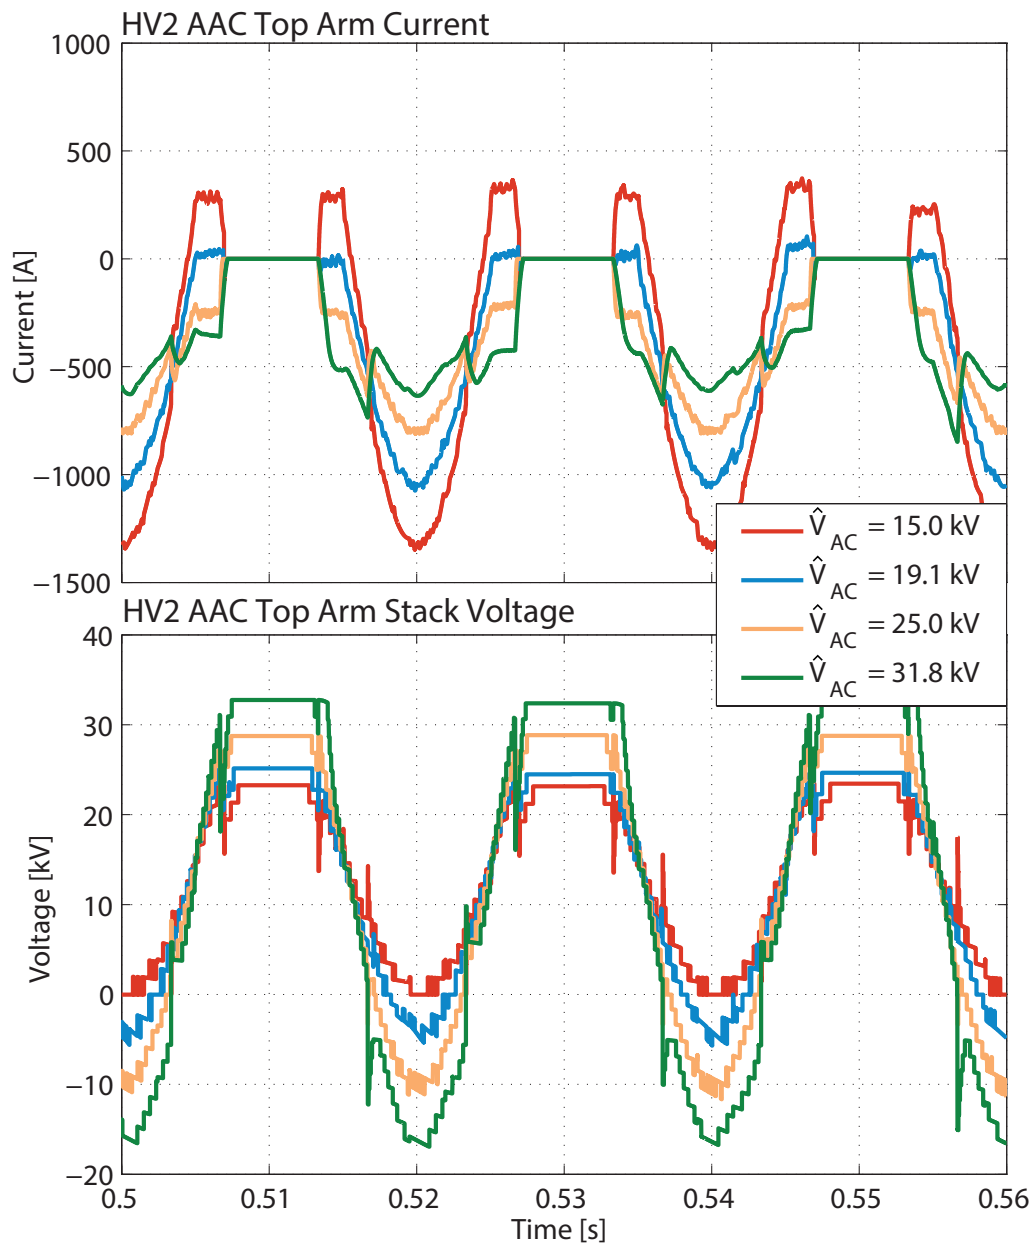 HV2 AAC Top Arm Current
1000
500
0
−500
−1000
−1500
Current [A]
V̂ AC = 15.0 kV
V̂ AC = 19.1 kV
V̂ AC = 25.0 kV
V̂ AC = 31.8 kV
HV2 AAC Top Arm Stack Voltage
40
30
20
10
0
−10
−20
Voltage [kV]
0.5 0.51 0.52 0.53 0.54 0.55 0.56
Time [s]